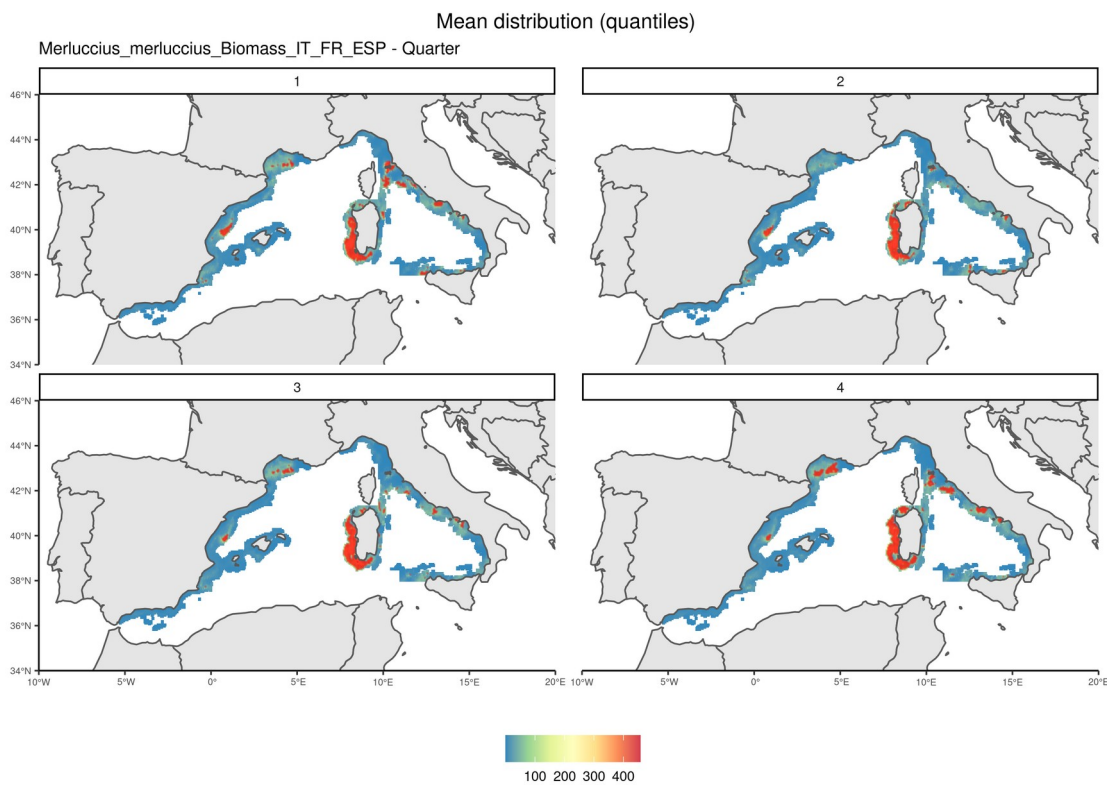 Mean distribution (quantiles)
Merluccius_merluccius_Biomass_IT_FR_ESP - Quarter
1 2
46°N
44°N
42°N
40°N
38°N
36°N
34°N
3 4
46°N
44°N
42°N
40°N
38°N
36°N
34°N
10°W 5°W 0° 5°E 10°E 15°E 20°E 10°W 5°W 0° 5°E 10°E 15°E 20°E
100 200 300 400